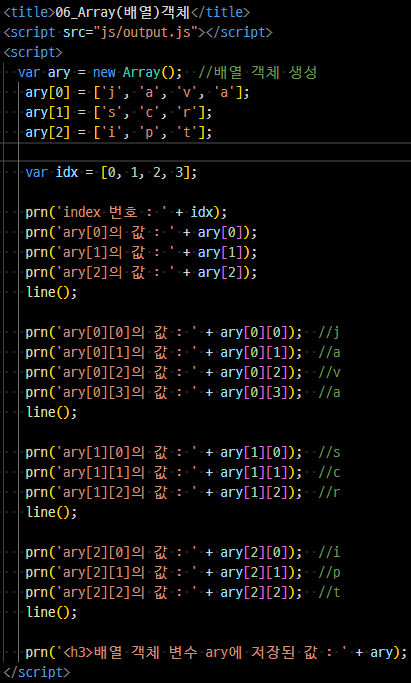 <title>06_Array(배열)객체</title>
<script src="js/output.js"></script>
<script>
var ary = new Array(); //배열 객체 생성
ary[0] = ['j', 'a', 'v', 'a'];
ary[1] = ['s', 'c', 'r'];
ary[2] = ['i', 'p', 't'];
var idx = [0, 1, 2, 3];
prn('index 번호 : ' + idx);
prn('ary[0]의 값 : ' + ary[0]);
prn('ary[1]의 값 : ' + ary[1]);
prn('ary[2]의 값 : ' + ary[2]);
line();
prn('ary[0][0]의 값 : ' + ary[0][0]); //j
prn('ary[0][1]의 값 : ' + ary[0][1]); //a
prn('ary[0][2]의 값 : ' + ary[0][2]); //v
prn('ary[0][3]의 값 : ' + ary[0][3]); //a
line();
prn('ary[1][0]의 값 : ' + ary[1][0]); //s
prn('ary[1][1]의 값 : ' + ary[1][1]); //c
prn('ary[1][2]의 값 : ' + ary[1][2]); //r
line();
prn('ary[2][0]의 값 : ' + ary[2][0]); //i
prn('ary[2][1]의 값 : ' + ary[2][1]); //p
prn('ary[2][2]의 값 : ' + ary[2][2]); //t
line();
prn('<h3>배열 객체 변수 ary에 저장된 값 : ' + ary);
</script>